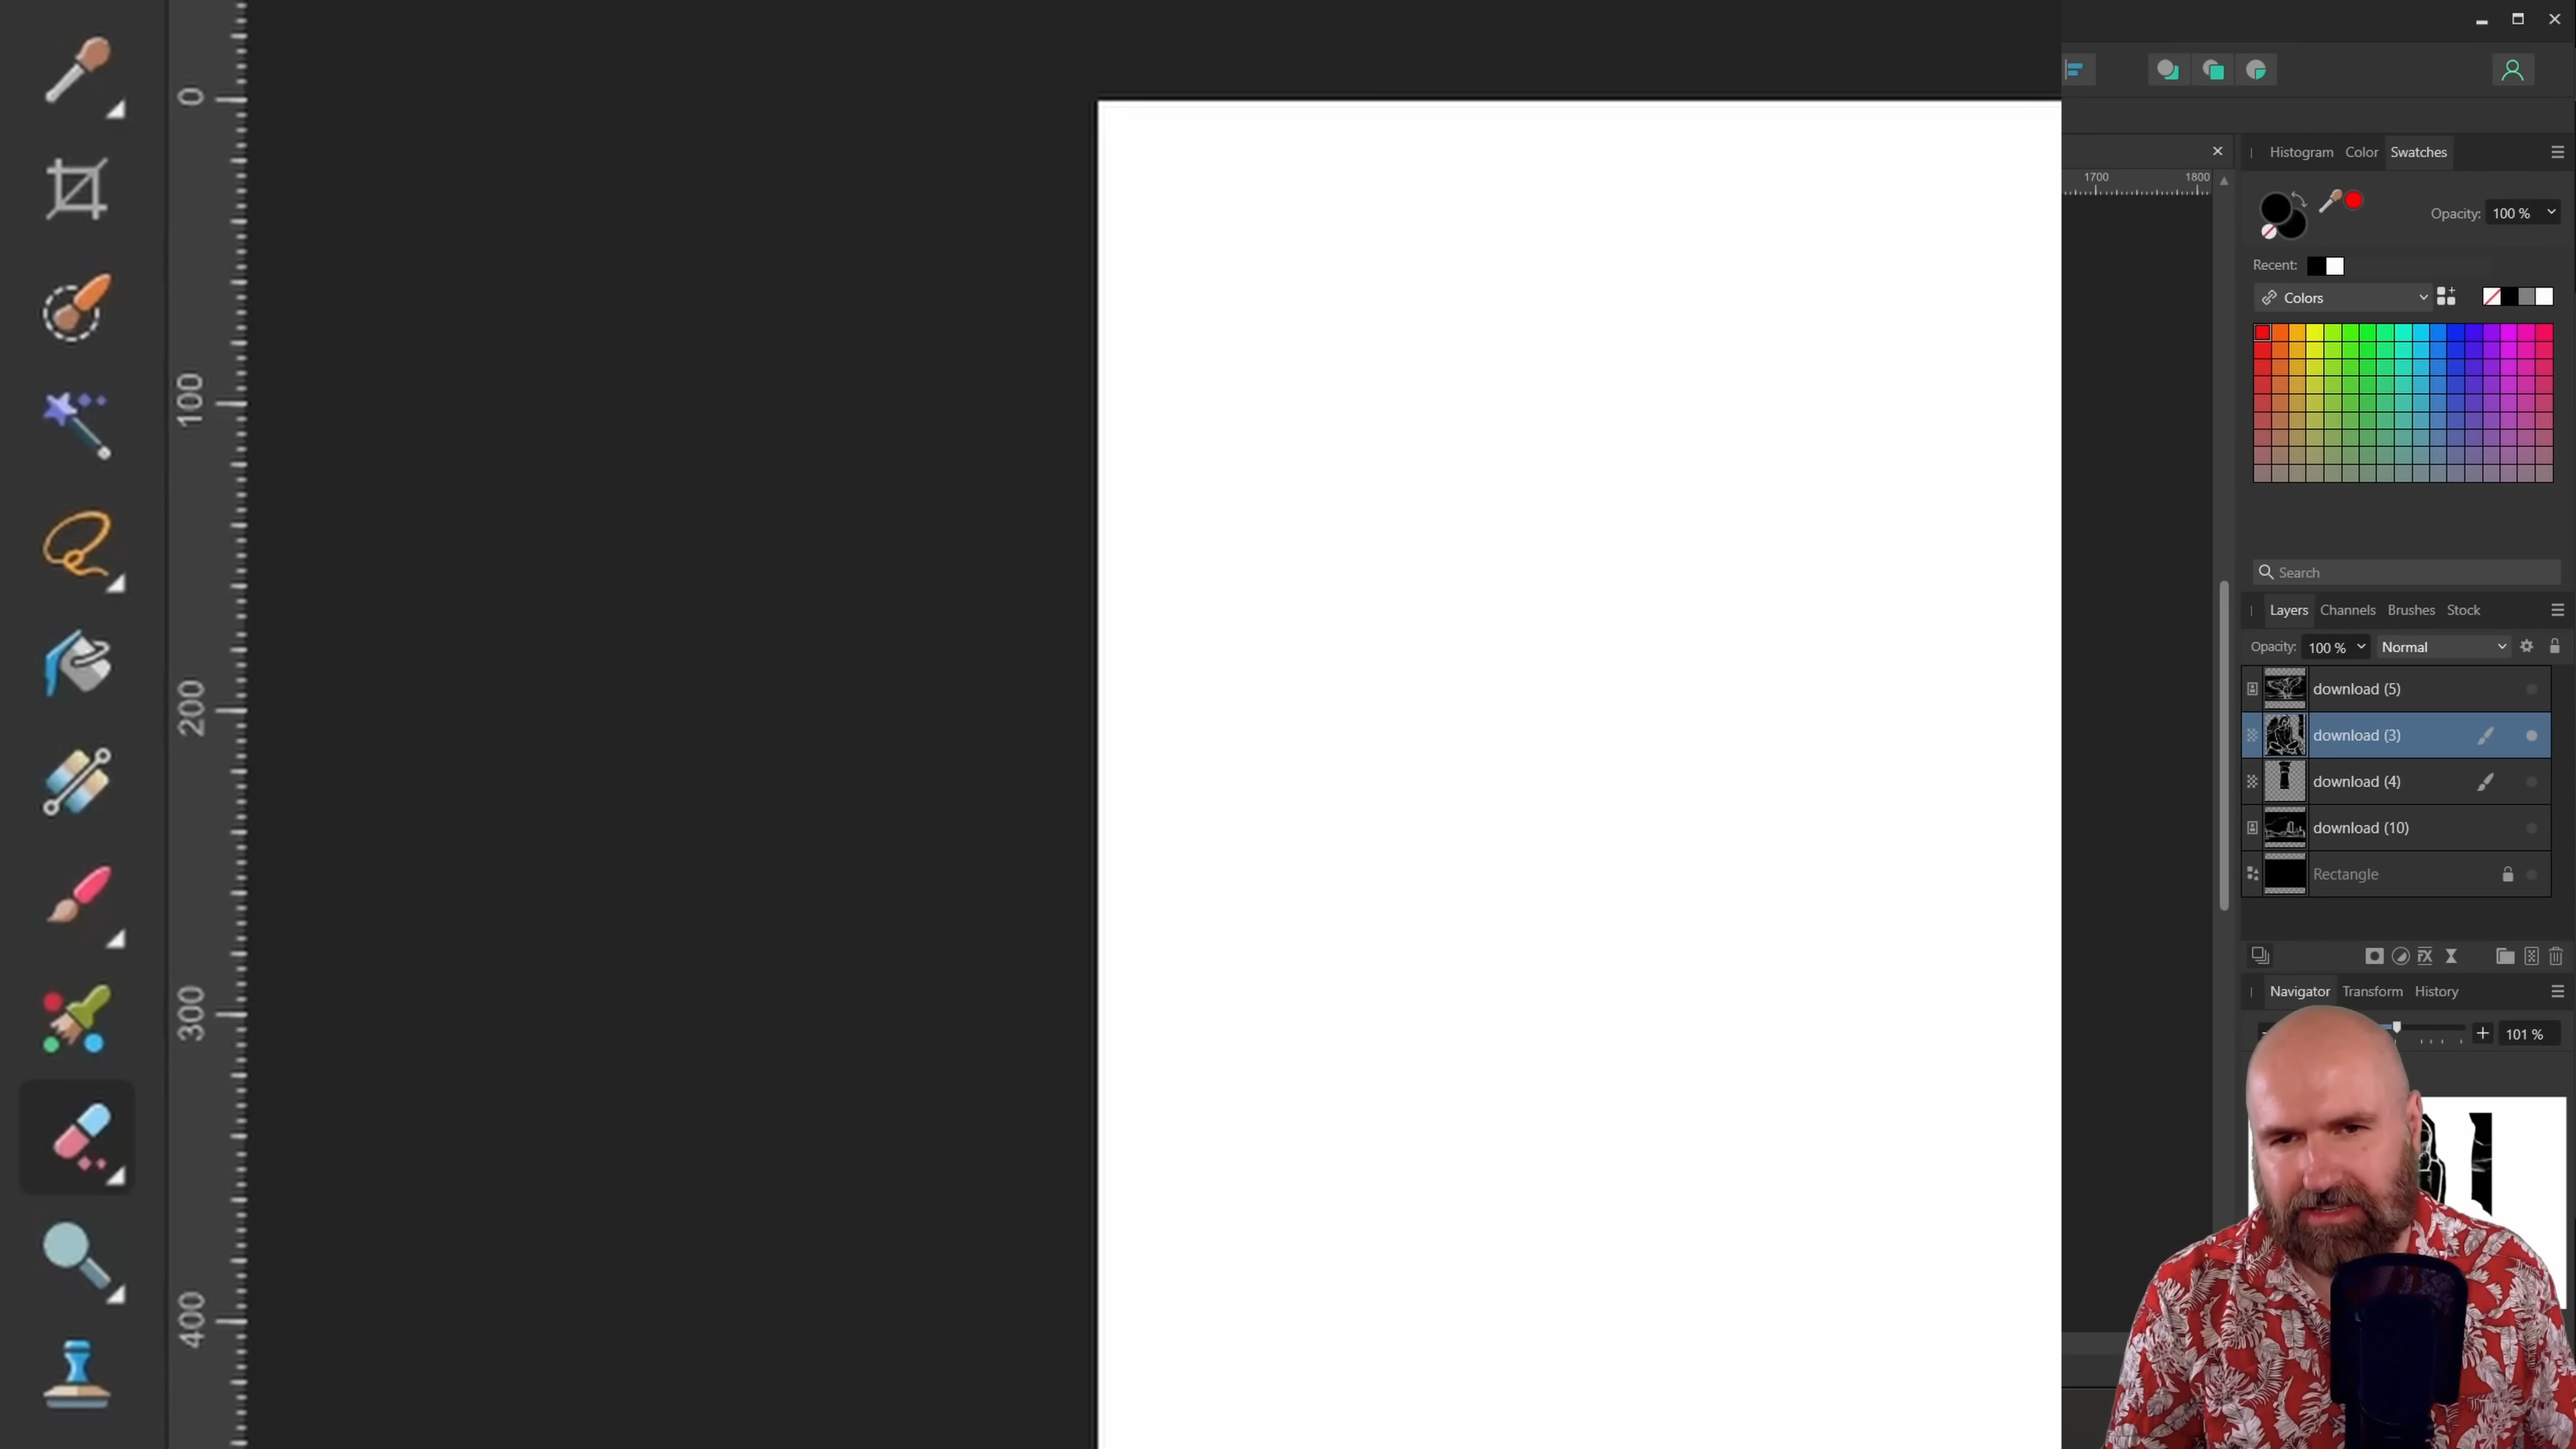 0
100
200
300
400
1700 1800
Histogram Color Swatches
Opacity: 100 %
Recent:
Colors
Search
Layers Channels Brushes Stock
Opacity: 100 % Normal
download (5)
download (3)
download (4)
download (10)
Rectangle
Navigator Transform History
101 %